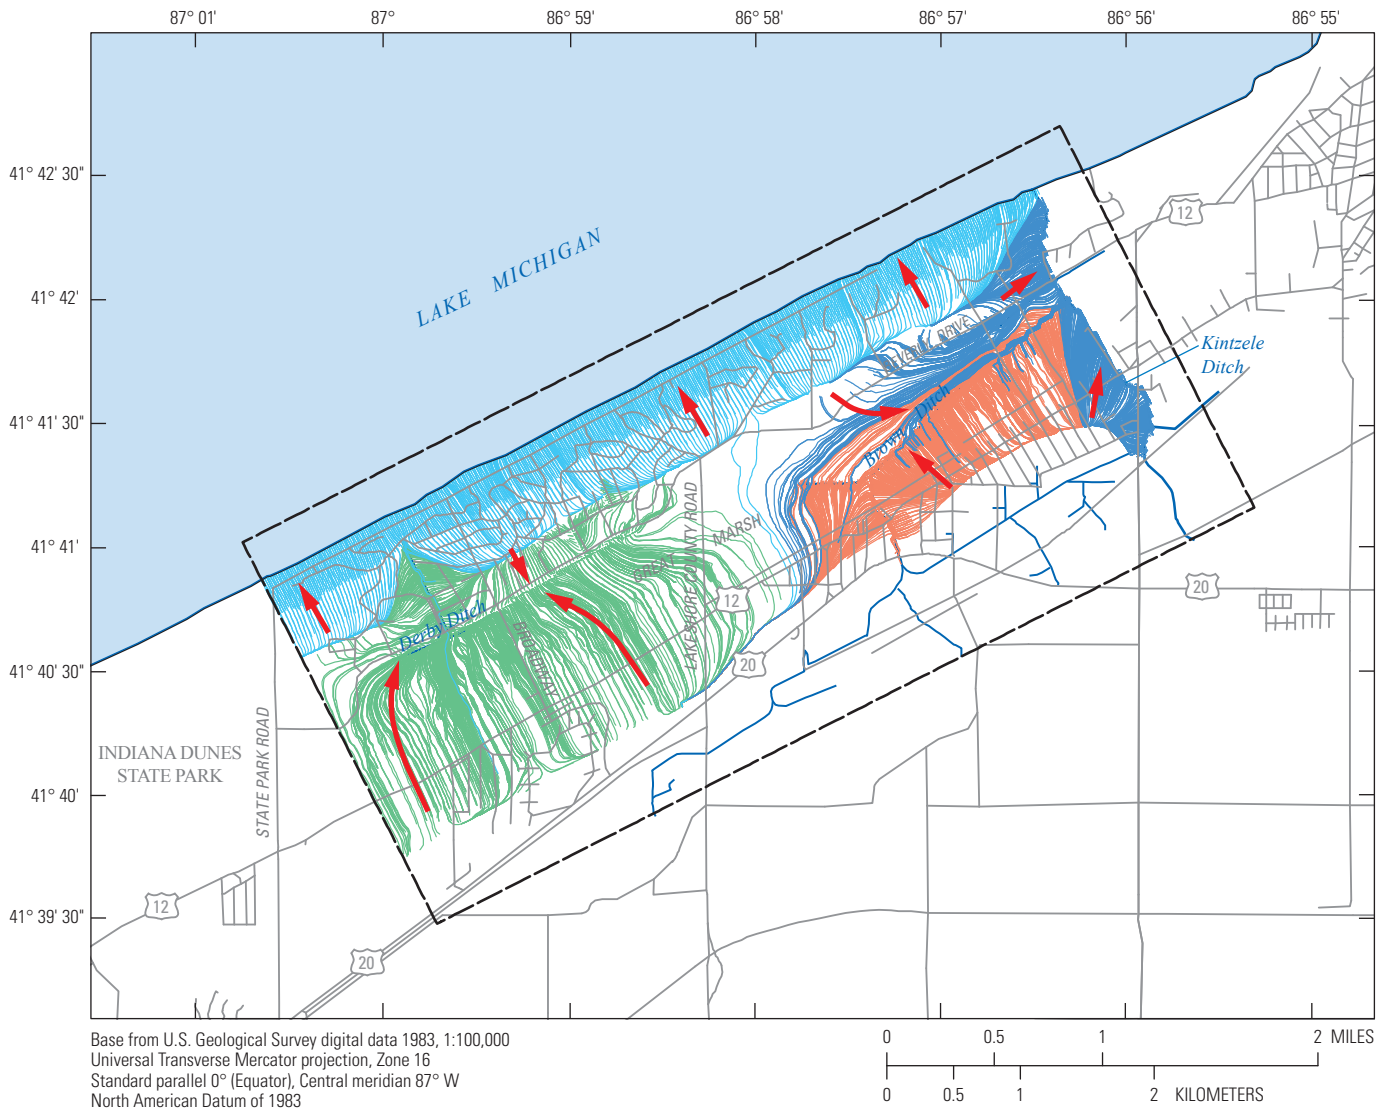 87° 01'
87°
86° 59'
86° 58'
86° 57'
86° 56'
86° 55'
41° 42' 30"
12
LAKE MICHIGAN
41° 42'
BEVERLY DRIVE
Kintzele
Ditch
41° 41' 30"
Brown Ditch
41° 41'
GREAT MARSH
LAKESHORE COUNTY ROAD
12
20
Derby Ditch
BROADWAY
41° 40' 30"
20
STATE PARK ROAD
INDIANA DUNES
STATE PARK
41° 40'
12
41° 39' 30"
20
Base from U.S. Geological Survey digital data 1983, 1:100,000
Universal Transverse Mercator projection, Zone 16
Standard parallel 0° (Equator), Central meridian 87° W
North American Datum of 1983
0 0.5 1 2 MILES
0 0.5 1 2 KILOMETERS